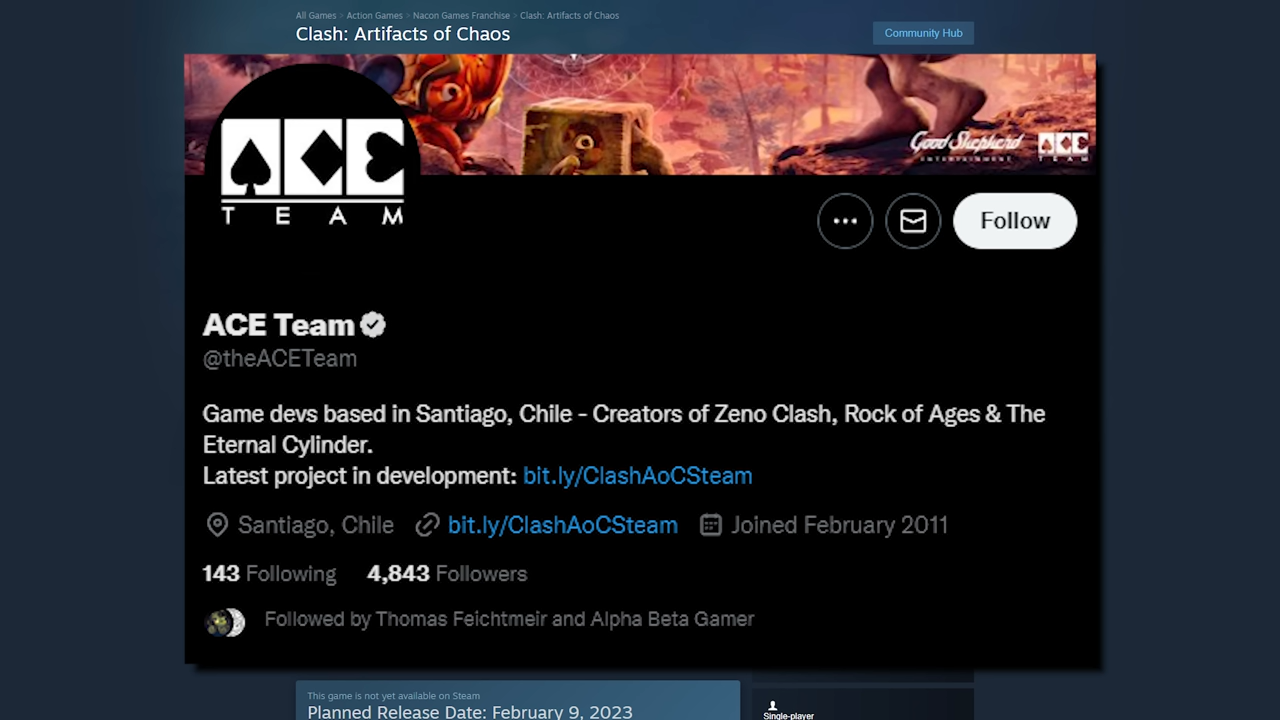 All Games > Action Games > Nacon Games Franchise > Clash: Artifacts of Chaos
Clash: Artifacts of Chaos
Community Hub
Good Shepherd
ENTERTAINMENT
ACE
TEAM
ACE
TEAM
Follow
ACE Team
@theACETeam
Game devs based in Santiago, Chile - Creators of Zeno Clash, Rock of Ages & The
Eternal Cylinder.
Latest project in development: bit.ly/ClashAoCSteam
Santiago, Chile bit.ly/ClashAoCSteam Joined February 2011
143 Following 4,843 Followers
Followed by Thomas Feichtmeir and Alpha Beta Gamer
This game is not yet available on Steam
Planned Release Date: February 9, 2023
Single-player